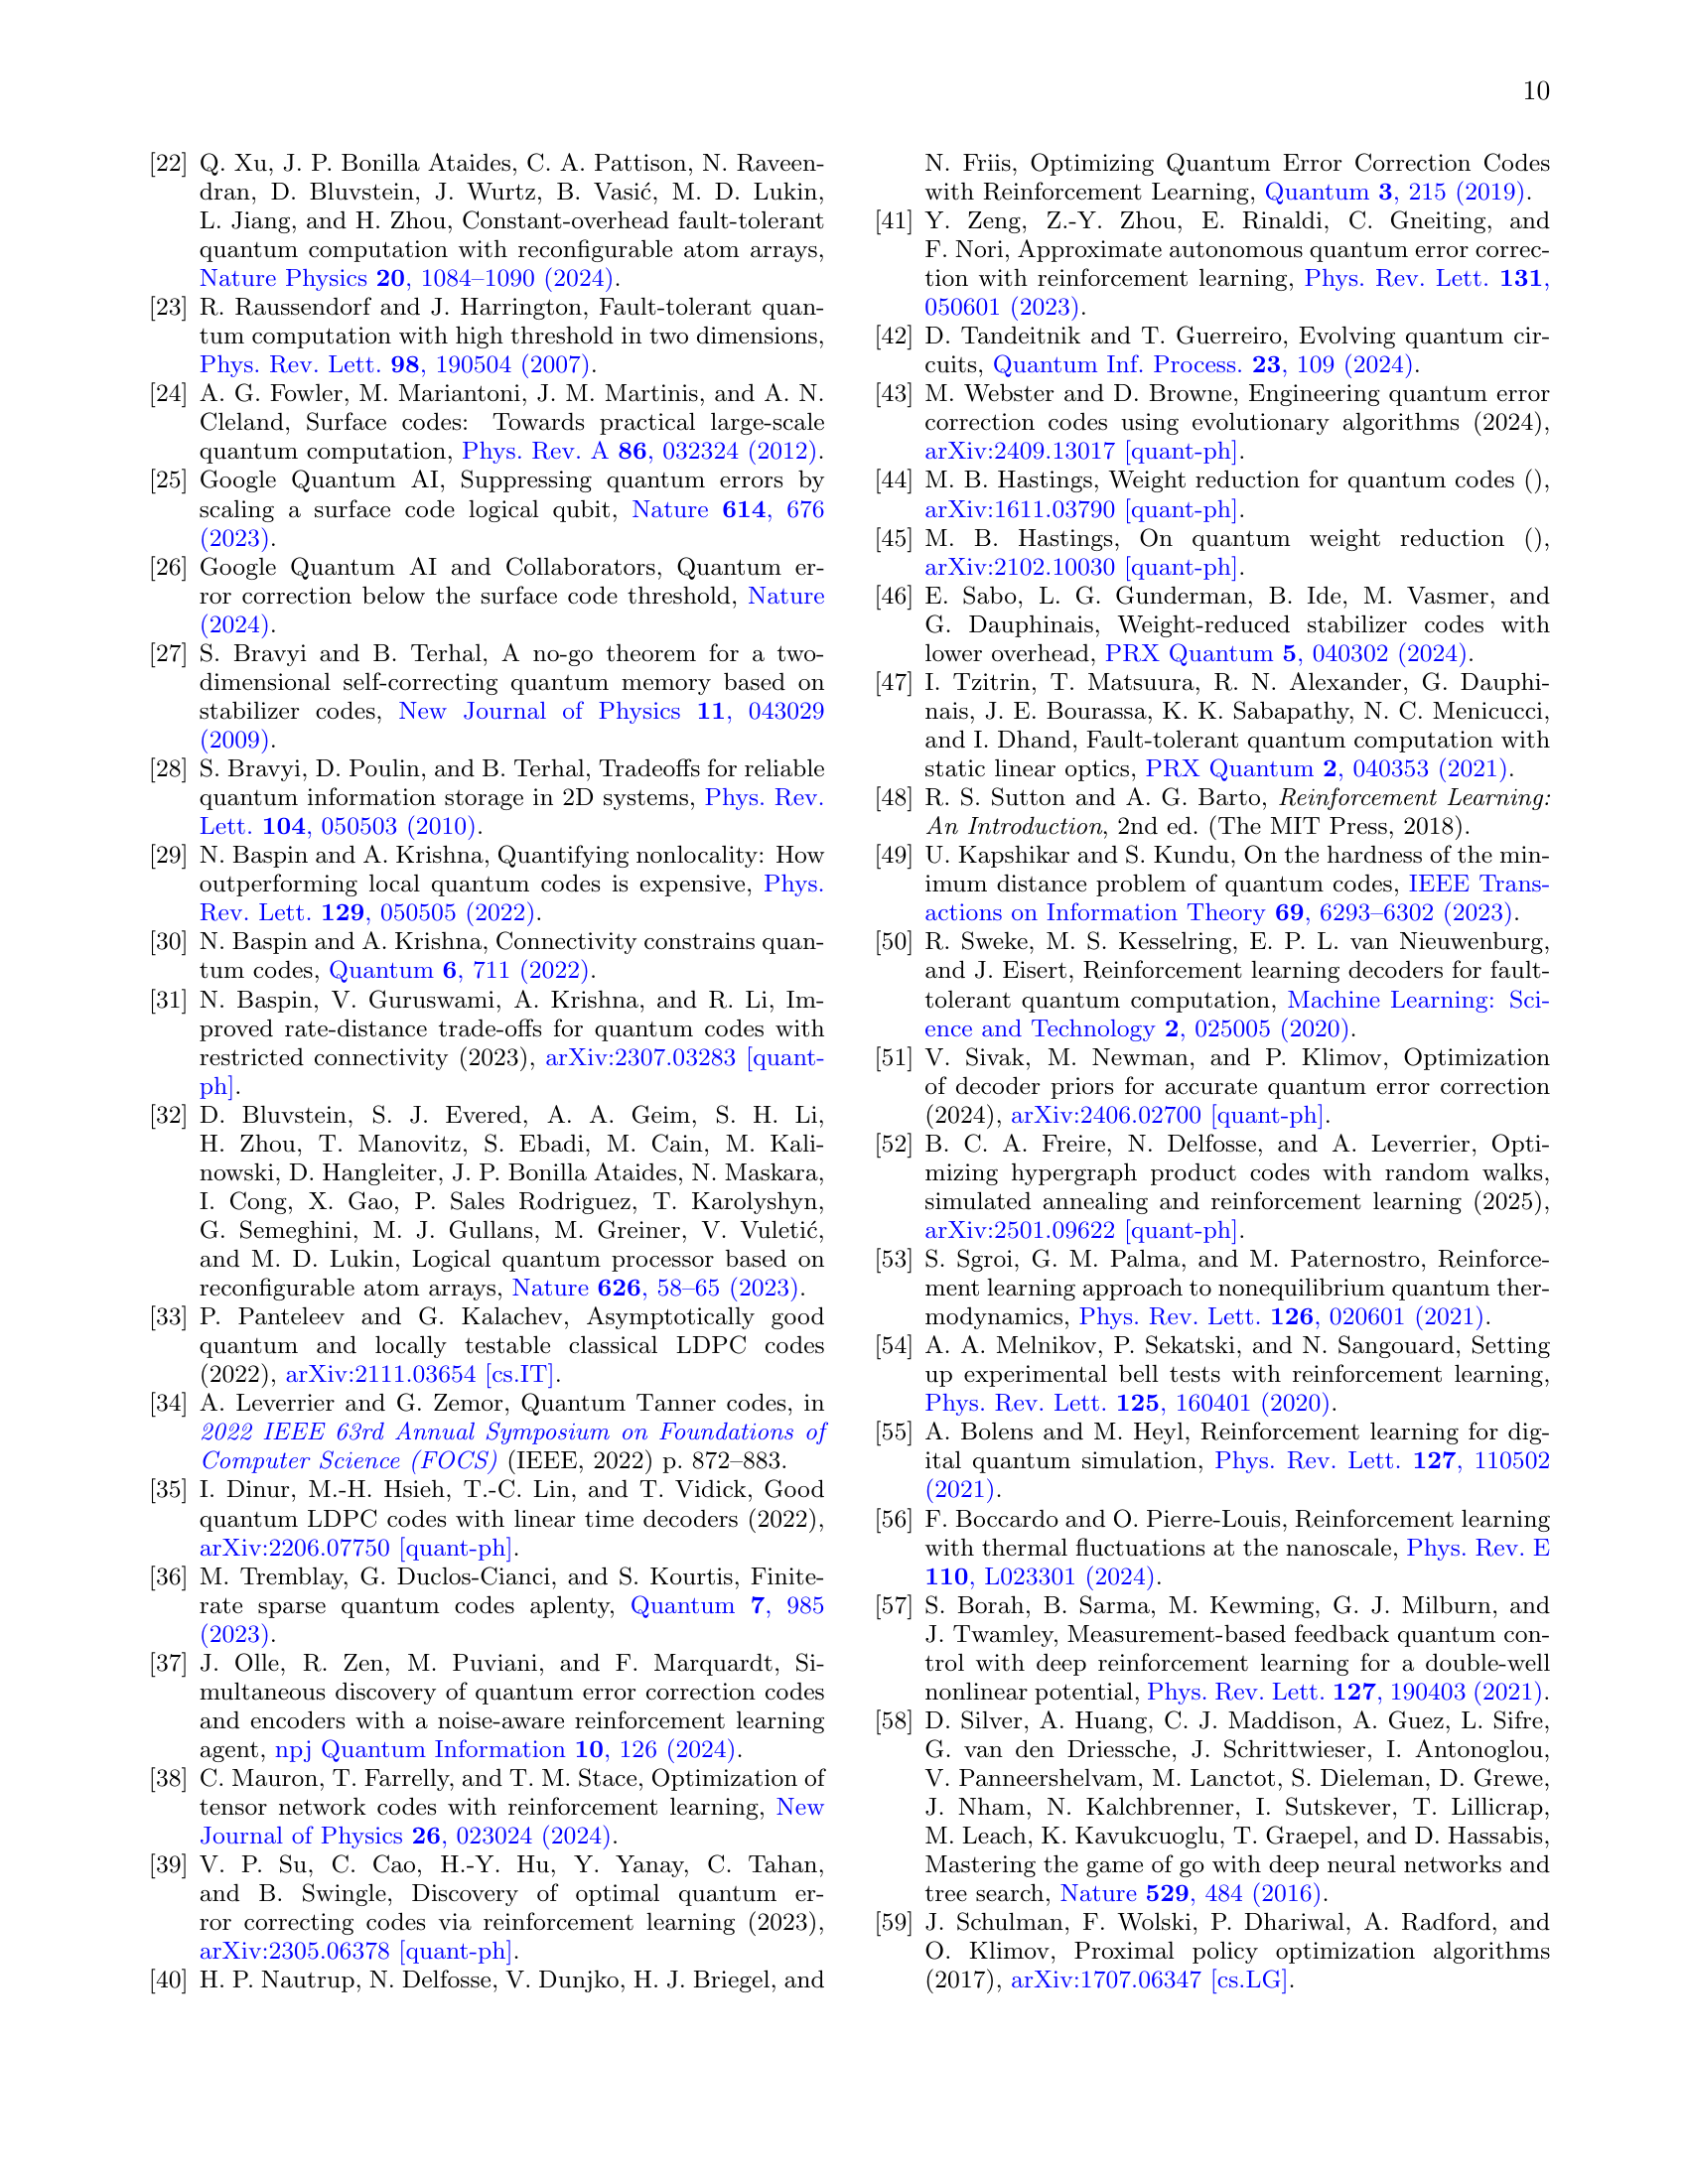 10
[22] Q. Xu, J. P. Bonilla Ataides, C. A. Pattison, N. Raveen-
dran, D. Bluvstein, J. Wurtz, B. Vasić, M. D. Lukin,
L. Jiang, and H. Zhou, Constant-overhead fault-tolerant
quantum computation with reconfigurable atom arrays,
Nature Physics 20, 1084–1090 (2024).
[23] R. Raussendorf and J. Harrington, Fault-tolerant quan-
tum computation with high threshold in two dimensions,
Phys. Rev. Lett. 98, 190504 (2007).
[24] A. G. Fowler, M. Mariantoni, J. M. Martinis, and A. N.
Cleland, Surface codes: Towards practical large-scale
quantum computation, Phys. Rev. A 86, 032324 (2012).
[25] Google Quantum AI, Suppressing quantum errors by
scaling a surface code logical qubit, Nature 614, 676
(2023).
[26] Google Quantum AI and Collaborators, Quantum er-
ror correction below the surface code threshold, Nature
(2024).
[27] S. Bravyi and B. Terhal, A no-go theorem for a two-
dimensional self-correcting quantum memory based on
stabilizer codes, New Journal of Physics 11, 043029
(2009).
[28] S. Bravyi, D. Poulin, and B. Terhal, Tradeoffs for reliable
quantum information storage in 2D systems, Phys. Rev.
Lett. 104, 050503 (2010).
[29] N. Baspin and A. Krishna, Quantifying nonlocality: How
outperforming local quantum codes is expensive, Phys.
Rev. Lett. 129, 050505 (2022).
[30] N. Baspin and A. Krishna, Connectivity constrains quan-
tum codes, Quantum 6, 711 (2022).
[31] N. Baspin, V. Guruswami, A. Krishna, and R. Li, Im-
proved rate-distance trade-offs for quantum codes with
restricted connectivity (2023), arXiv:2307.03283 [quant-
ph].
[32] D. Bluvstein, S. J. Evered, A. A. Geim, S. H. Li,
H. Zhou, T. Manovitz, S. Ebadi, M. Cain, M. Kali-
nowski, D. Hangleiter, J. P. Bonilla Ataides, N. Maskara,
I. Cong, X. Gao, P. Sales Rodriguez, T. Karolyshyn,
G. Semeghini, M. J. Gullans, M. Greiner, V. Vuletić,
and M. D. Lukin, Logical quantum processor based on
reconfigurable atom arrays, Nature 626, 58–65 (2023).
[33] P. Panteleev and G. Kalachev, Asymptotically good
quantum and locally testable classical LDPC codes
(2022), arXiv:2111.03654 [cs.IT].
[34] A. Leverrier and G. Zemor, Quantum Tanner codes, in
2022 IEEE 63rd Annual Symposium on Foundations of
Computer Science (FOCS) (IEEE, 2022) p. 872–883.
[35] I. Dinur, M.-H. Hsieh, T.-C. Lin, and T. Vidick, Good
quantum LDPC codes with linear time decoders (2022),
arXiv:2206.07750 [quant-ph].
[36] M. Tremblay, G. Duclos-Cianci, and S. Kourtis, Finite-
rate sparse quantum codes aplenty, Quantum 7, 985
(2023).
[37] J. Olle, R. Zen, M. Puviani, and F. Marquardt, Si-
multaneous discovery of quantum error correction codes
and encoders with a noise-aware reinforcement learning
agent, npj Quantum Information 10, 126 (2024).
[38] C. Mauron, T. Farrelly, and T. M. Stace, Optimization of
tensor network codes with reinforcement learning, New
Journal of Physics 26, 023024 (2024).
[39] V. P. Su, C. Cao, H.-Y. Hu, Y. Yanay, C. Tahan,
and B. Swingle, Discovery of optimal quantum er-
ror correcting codes via reinforcement learning (2023),
arXiv:2305.06378 [quant-ph].
[40] H. P. Nautrup, N. Delfosse, V. Dunjko, H. J. Briegel, and
N. Friis, Optimizing Quantum Error Correction Codes
with Reinforcement Learning, Quantum 3, 215 (2019).
[41] Y. Zeng, Z.-Y. Zhou, E. Rinaldi, C. Gneiting, and
F. Nori, Approximate autonomous quantum error correc-
tion with reinforcement learning, Phys. Rev. Lett. 131,
050601 (2023).
[42] D. Tandeitnik and T. Guerreiro, Evolving quantum cir-
cuits, Quantum Inf. Process. 23, 109 (2024).
[43] M. Webster and D. Browne, Engineering quantum error
correction codes using evolutionary algorithms (2024),
arXiv:2409.13017 [quant-ph].
[44] M. B. Hastings, Weight reduction for quantum codes (),
arXiv:1611.03790 [quant-ph].
[45] M. B. Hastings, On quantum weight reduction (),
arXiv:2102.10030 [quant-ph].
[46] E. Sabo, L. G. Gunderman, B. Ide, M. Vasmer, and
G. Dauphinais, Weight-reduced stabilizer codes with
lower overhead, PRX Quantum 5, 040302 (2024).
[47] I. Tzitrin, T. Matsuura, R. N. Alexander, G. Dauphi-
nais, J. E. Bourassa, K. K. Sabapathy, N. C. Menicucci,
and I. Dhand, Fault-tolerant quantum computation with
static linear optics, PRX Quantum 2, 040353 (2021).
[48] R. S. Sutton and A. G. Barto, Reinforcement Learning:
An Introduction, 2nd ed. (The MIT Press, 2018).
[49] U. Kapshikar and S. Kundu, On the hardness of the min-
imum distance problem of quantum codes, IEEE Trans-
actions on Information Theory 69, 6293–6302 (2023).
[50] R. Sweke, M. S. Kesselring, E. P. L. van Nieuwenburg,
and J. Eisert, Reinforcement learning decoders for fault-
tolerant quantum computation, Machine Learning: Sci-
ence and Technology 2, 025005 (2020).
[51] V. Sivak, M. Newman, and P. Klimov, Optimization
of decoder priors for accurate quantum error correction
(2024), arXiv:2406.02700 [quant-ph].
[52] B. C. A. Freire, N. Delfosse, and A. Leverrier, Opti-
mizing hypergraph product codes with random walks,
simulated annealing and reinforcement learning (2025),
arXiv:2501.09622 [quant-ph].
[53] S. Sgroi, G. M. Palma, and M. Paternostro, Reinforce-
ment learning approach to nonequilibrium quantum ther-
modynamics, Phys. Rev. Lett. 126, 020601 (2021).
[54] A. A. Melnikov, P. Sekatski, and N. Sangouard, Setting
up experimental bell tests with reinforcement learning,
Phys. Rev. Lett. 125, 160401 (2020).
[55] A. Bolens and M. Heyl, Reinforcement learning for dig-
ital quantum simulation, Phys. Rev. Lett. 127, 110502
(2021).
[56] F. Boccardo and O. Pierre-Louis, Reinforcement learning
with thermal fluctuations at the nanoscale, Phys. Rev. E
110, L023301 (2024).
[57] S. Borah, B. Sarma, M. Kewming, G. J. Milburn, and
J. Twamley, Measurement-based feedback quantum con-
trol with deep reinforcement learning for a double-well
nonlinear potential, Phys. Rev. Lett. 127, 190403 (2021).
[58] D. Silver, A. Huang, C. J. Maddison, A. Guez, L. Sifre,
G. van den Driessche, J. Schrittwieser, I. Antonoglou,
V. Panneershelvam, M. Lanctot, S. Dieleman, D. Grewe,
J. Nham, N. Kalchbrenner, I. Sutskever, T. Lillicrap,
M. Leach, K. Kavukcuoglu, T. Graepel, and D. Hassabis,
Mastering the game of go with deep neural networks and
tree search, Nature 529, 484 (2016).
[59] J. Schulman, F. Wolski, P. Dhariwal, A. Radford, and
O. Klimov, Proximal policy optimization algorithms
(2017), arXiv:1707.06347 [cs.LG].